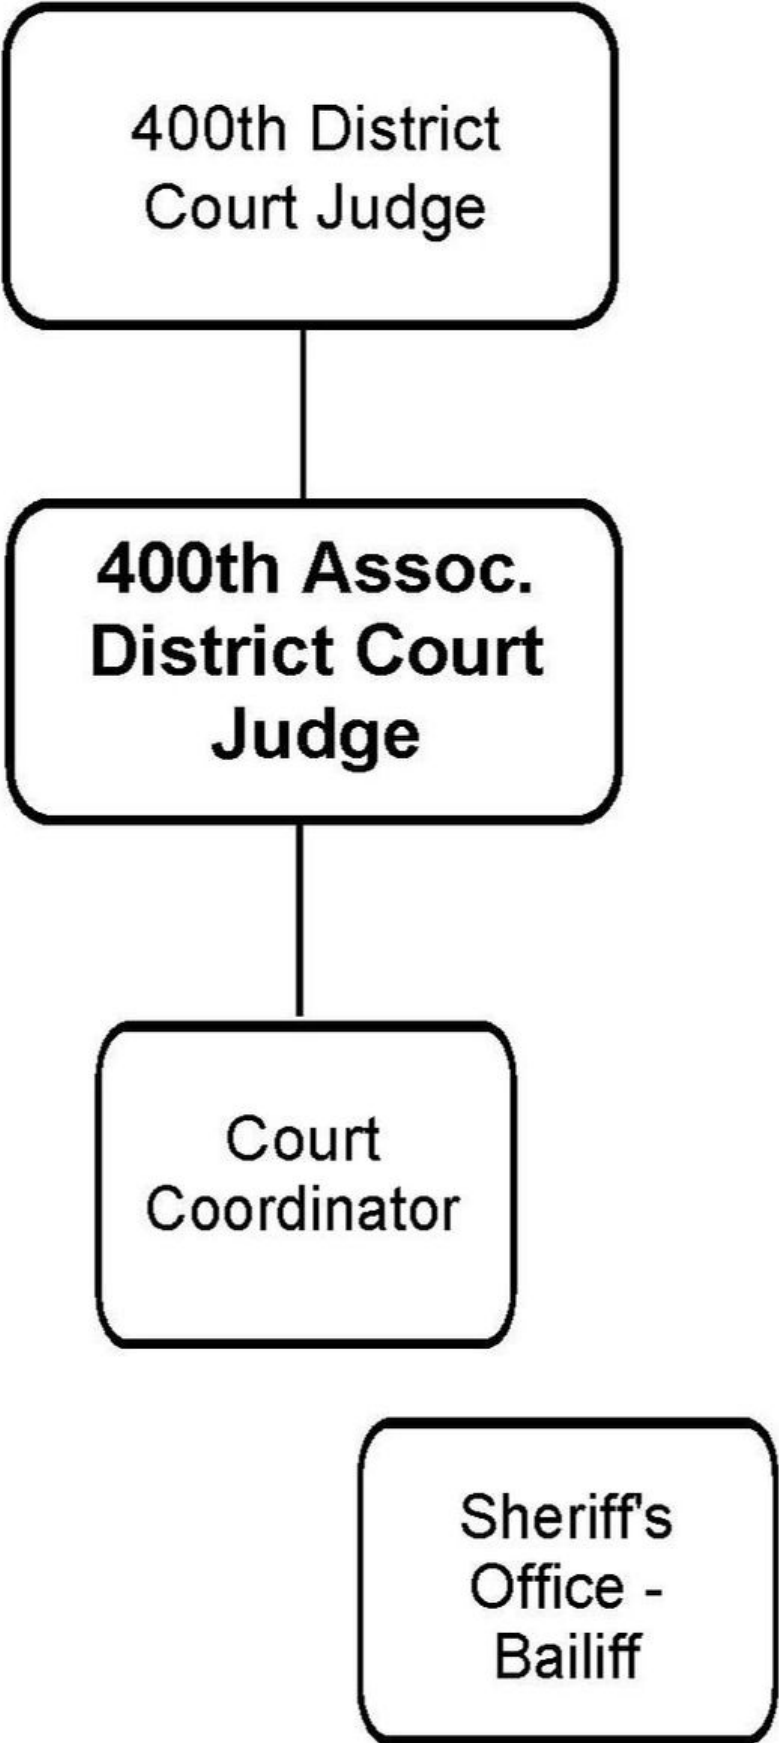 400th District
Court Judge
400th Assoc.
District Court
Judge
Court
Coordinator
Sheriff's
Office -
Bailiff